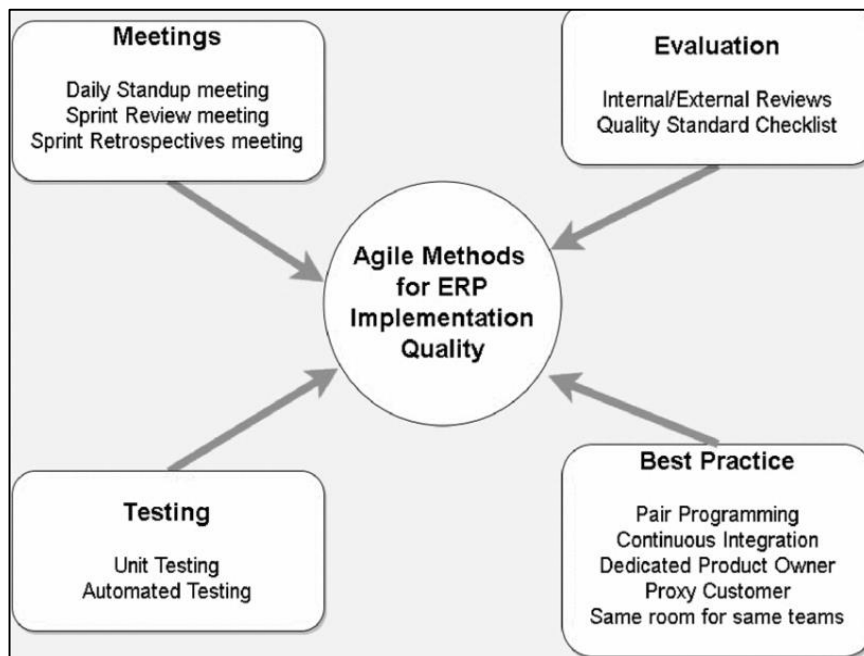 Meetings
Daily Standup meeting
Sprint Review meeting
Sprint Retrospectives meeting
Evaluation
Internal/External Reviews
Quality Standard Checklist
Agile Methods
for ERP
Implementation
Quality
Testing
Unit Testing
Automated Testing
Best Practice
Pair Programming
Continuous Integration
Dedicated Product Owner
Proxy Customer
Same room for same teams